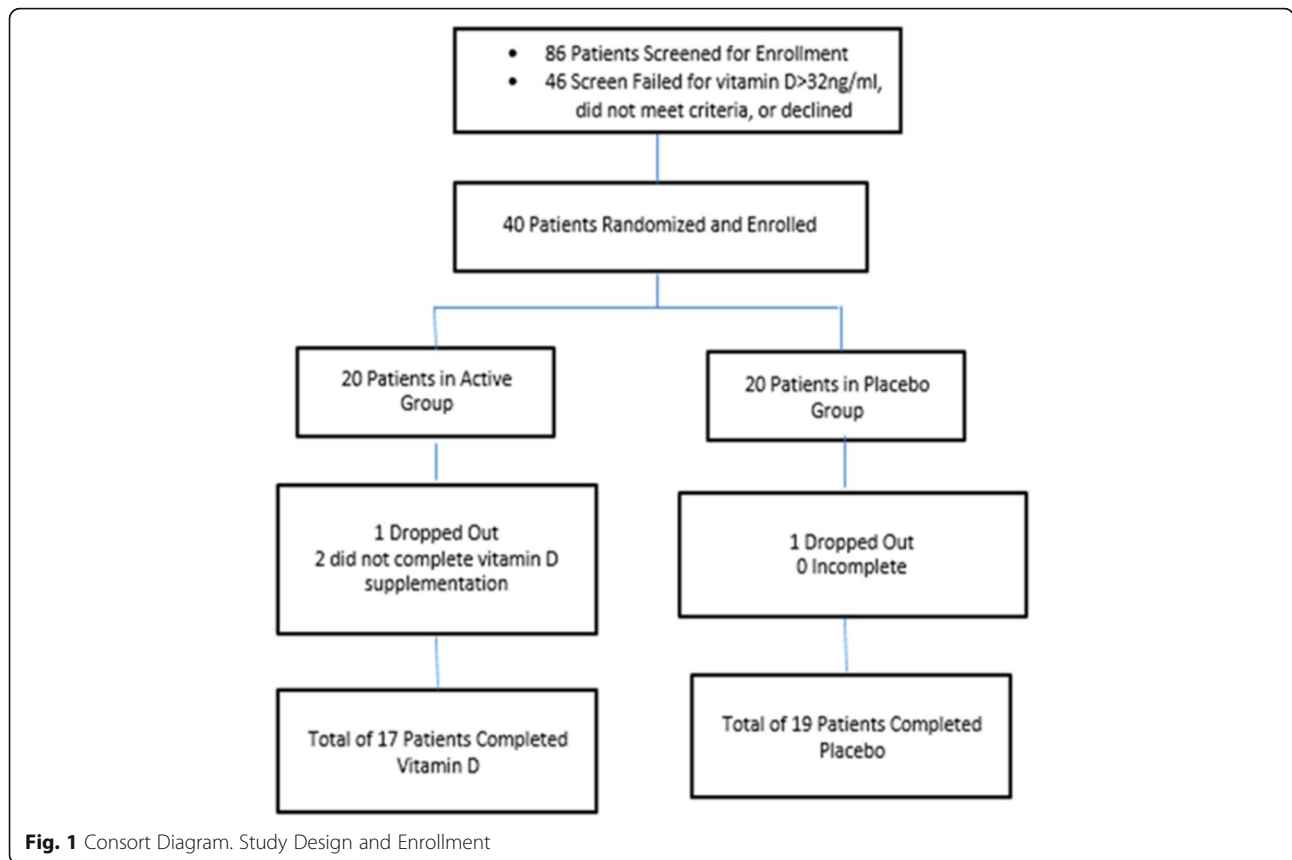 • 86 Patients Screened for Enrollment
• 46 Screen Failed for vitamin D>32ng/ml,
did not meet criteria, or declined
40 Patients Randomized and Enrolled
20 Patients in Active
Group
20 Patients in Placebo
Group
1 Dropped Out
2 did not complete vitamin D
supplementation
1 Dropped Out
0 Incomplete
Total of 17 Patients Completed
Vitamin D
Total of 19 Patients Completed
Placebo
Fig. 1 Consort Diagram. Study Design and Enrollment